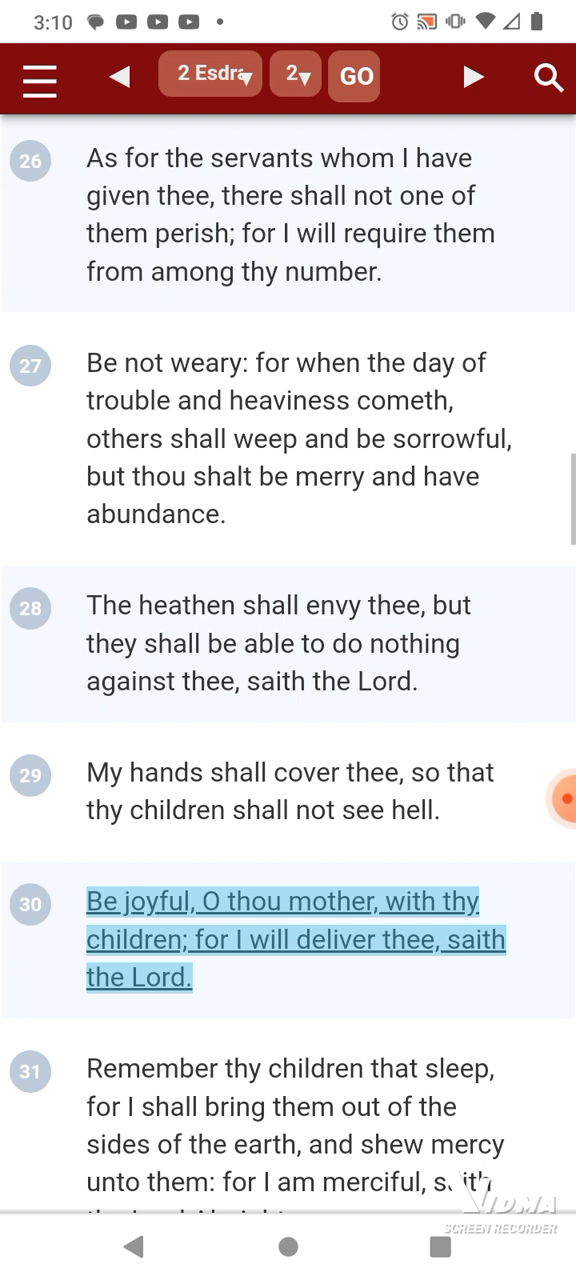 3:10
2 Esdra
2
GO
26
As for the servants whom I have
given thee, there shall not one of
them perish; for I will require them
from among thy number.
27
Be not weary: for when the day of
trouble and heaviness cometh,
others shall weep and be sorrowful,
but thou shalt be merry and have
abundance.
28
The heathen shall envy thee, but
they shall be able to do nothing
against thee, saith the Lord.
29
My hands shall cover thee, so that
thy children shall not see hell.
30
Be joyful, O thou mother, with thy
children; for I will deliver thee, saith
the Lord.
31
Remember thy children that sleep,
for I shall bring them out of the
sides of the earth, and shew mercy
unto them: for I am merciful, saith
VIDMA
SCREEN RECORDER